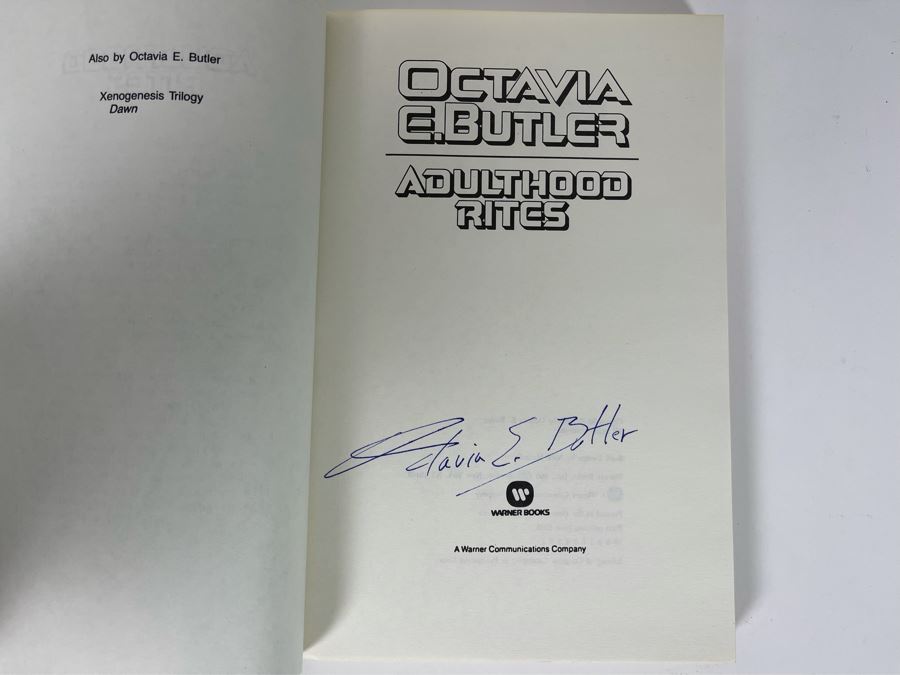 Also by Octavia E. Butler
Xenogenesis Trilogy
Dawn
OCTAVIA
E. BUTLER
ADULTHOOD
RITES
Octavia E. Butler
WARNER BOOKS
A Warner Communications Company